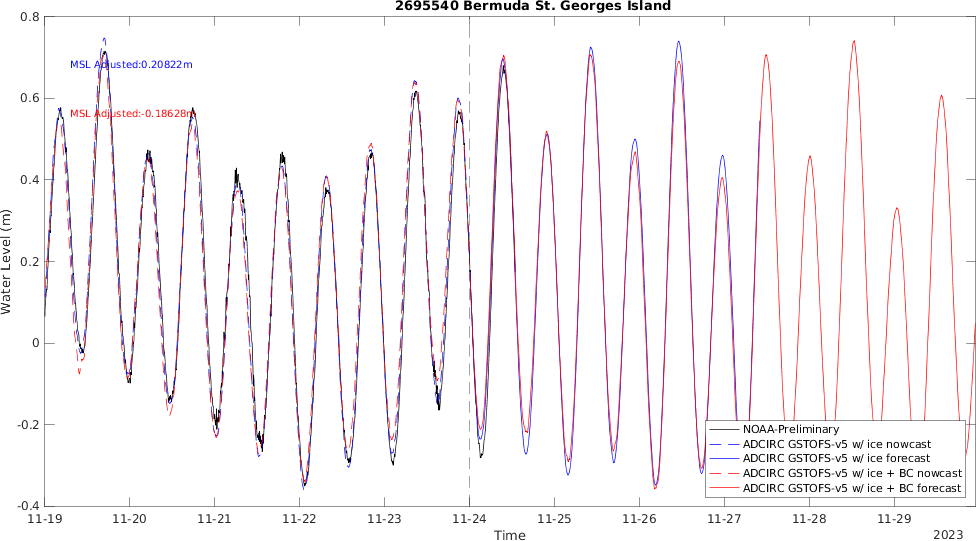 2695540 Bermuda St. Georges Island
0.8
MSL Adjusted:0.20822m
0.6
MSL Adjusted:-0.18628m
0.4
0.2
0
-0.2
-0.4
Water Level (m)
NOAA-Preliminary
ADCIRC GSTOFS-v5 w/ ice nowcast
ADCIRC GSTOFS-v5 w/ ice forecast
ADCIRC GSTOFS-v5 w/ ice + BC nowcast
ADCIRC GSTOFS-v5 w/ ice + BC forecast
11-19 11-20 11-21 11-22 11-23 11-24 11-25 11-26 11-27 11-28 11-29
Time
2023